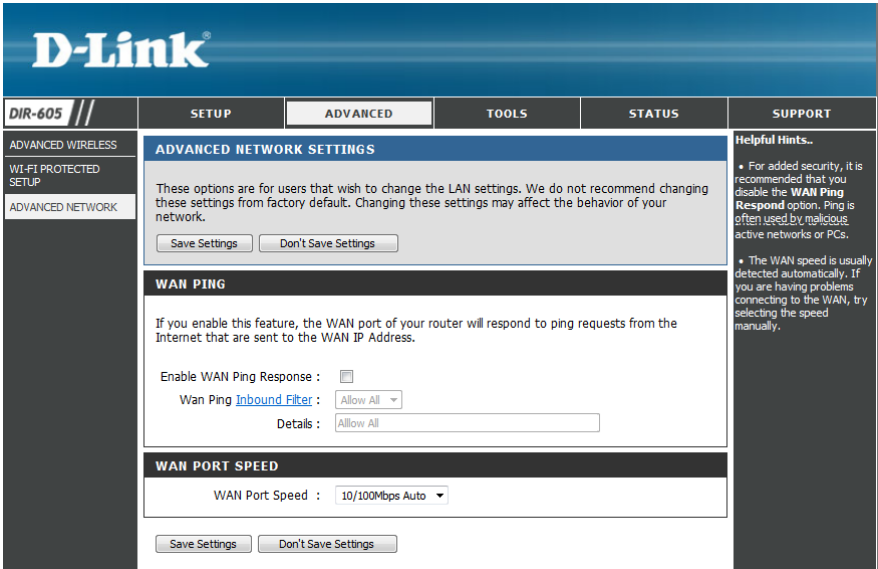 D-Link®
DIR-605 //
SETUP
ADVANCED
TOOLS
STATUS
SUPPORT
ADVANCED WIRELESS
WI-FI PROTECTED
SETUP
ADVANCED NETWORK
ADVANCED NETWORK SETTINGS
These options are for users that wish to change the LAN settings. We do not recommend changing
these settings from factory default. Changing these settings may affect the behavior of your
network.
Save Settings
Don't Save Settings
WAN PING
If you enable this feature, the WAN port of your router will respond to ping requests from the
Internet that are sent to the WAN IP Address.
Enable WAN Ping Response :
Wan Ping Inbound Filter : Allow All
Details : Alllow All
WAN PORT SPEED
WAN Port Speed : 10/100Mbps Auto
Save Settings
Don't Save Settings
Helpful Hints..
• For added security, it is
recommended that you
disable the WAN Ping
Respond option. Ping is
often used by malicious
active networks or PCs.
• The WAN speed is usually
detected automatically. If
you are having problems
connecting to the WAN, try
selecting the speed
manually.